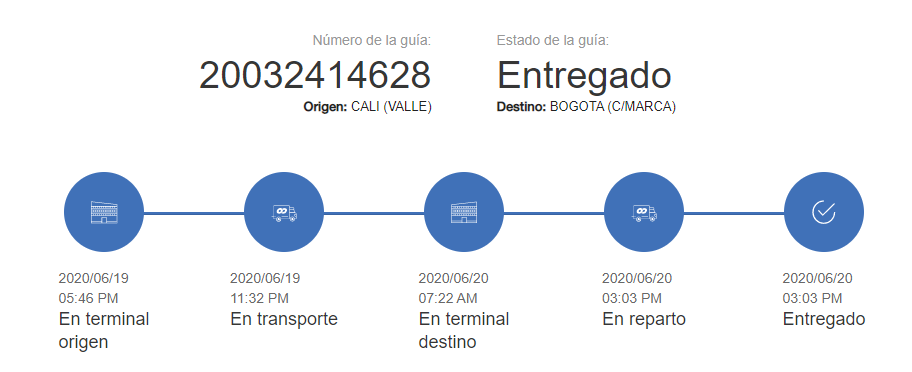 Número de la guía:
20032414628
Origen: CALI (VALLE)
Estado de la guía:
Entregado
Destino: BOGOTA (C/MARCA)
2020/06/19
05:46 PM
En terminal
origen
2020/06/19
11:32 PM
En transporte
2020/06/20
07:22 AM
En terminal
destino
2020/06/20
03:03 PM
En reparto
2020/06/20
03:03 PM
Entregado